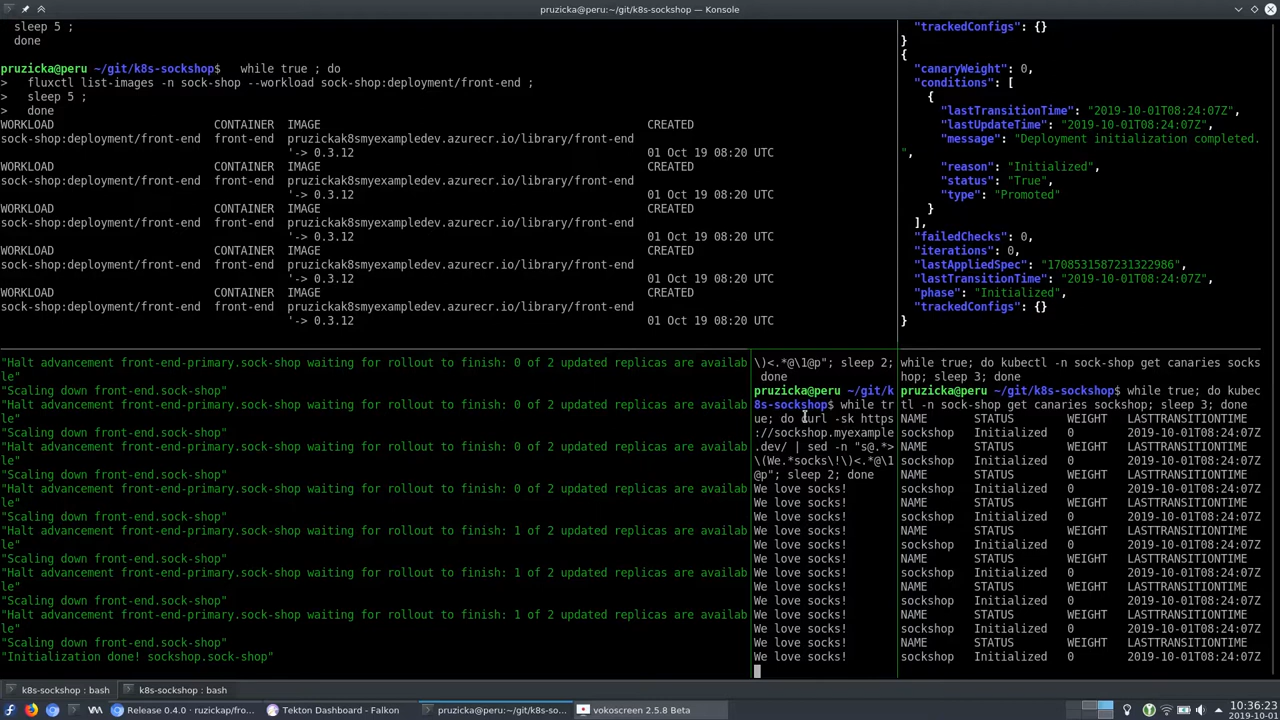 pruzicka@peru:~/git/k8s-sockshop — Konsole
sleep 5 ;
done
pruzicka@peru ~/git/k8s-sockshop$   while true ; do
>   fluxctl list-images -n sock-shop --workload sock-shop:deployment/front-end ;
>   sleep 5 ;
>   done
WORKLOAD CONTAINER IMAGE CREATED
sock-shop:deployment/front-end front-end pruzickak8smyexampledev.azurecr.io/library/front-end
'-> 0.3.12 01 Oct 19 08:20 UTC
WORKLOAD CONTAINER IMAGE CREATED
sock-shop:deployment/front-end front-end pruzickak8smyexampledev.azurecr.io/library/front-end
'-> 0.3.12 01 Oct 19 08:20 UTC
WORKLOAD CONTAINER IMAGE CREATED
sock-shop:deployment/front-end front-end pruzickak8smyexampledev.azurecr.io/library/front-end
'-> 0.3.12 01 Oct 19 08:20 UTC
WORKLOAD CONTAINER IMAGE CREATED
sock-shop:deployment/front-end front-end pruzickak8smyexampledev.azurecr.io/library/front-end
'-> 0.3.12 01 Oct 19 08:20 UTC
WORKLOAD CONTAINER IMAGE CREATED
sock-shop:deployment/front-end front-end pruzickak8smyexampledev.azurecr.io/library/front-end
'-> 0.3.12 01 Oct 19 08:20 UTC
"trackedConfigs": {}
}
{
"canaryWeight": 0,
"conditions": [
{
"lastTransitionTime": "2019-10-01T08:24:07Z",
"lastUpdateTime": "2019-10-01T08:24:07Z",
"message": "Deployment initialization completed.
",
"reason": "Initialized",
"status": "True",
"type": "Promoted"
}
],
"failedChecks": 0,
"iterations": 0,
"lastAppliedSpec": "1708531587231322986",
"lastTransitionTime": "2019-10-01T08:24:07Z",
"phase": "Initialized",
"trackedConfigs": {}
}
"Halt advancement front-end-primary.sock-shop waiting for rollout to finish: 0 of 2 updated replicas are availab
le"
"Scaling down front-end.sock-shop"
"Halt advancement front-end-primary.sock-shop waiting for rollout to finish: 0 of 2 updated replicas are availab
le"
"Scaling down front-end.sock-shop"
"Halt advancement front-end-primary.sock-shop waiting for rollout to finish: 0 of 2 updated replicas are availab
le"
"Scaling down front-end.sock-shop"
"Halt advancement front-end-primary.sock-shop waiting for rollout to finish: 0 of 2 updated replicas are availab
le"
"Scaling down front-end.sock-shop"
"Halt advancement front-end-primary.sock-shop waiting for rollout to finish: 1 of 2 updated replicas are availab
le"
"Scaling down front-end.sock-shop"
"Halt advancement front-end-primary.sock-shop waiting for rollout to finish: 1 of 2 updated replicas are availab
le"
"Scaling down front-end.sock-shop"
"Halt advancement front-end-primary.sock-shop waiting for rollout to finish: 1 of 2 updated replicas are availab
le"
"Scaling down front-end.sock-shop"
"Initialization done! sockshop.sock-shop"
\)<.*@\1@p"; sleep 2;
done
pruzicka@peru ~/git/k
8s-sockshop$ while tr
ue; do curl -sk https
://sockshop.myexample
.dev/ | sed -n "s@.*>
\(We.*socks\!\)<.*@\1
@p"; sleep 2; done
We love socks!
We love socks!
We love socks!
We love socks!
We love socks!
We love socks!
We love socks!
We love socks!
We love socks!
We love socks!
We love socks!
We love socks!
We love socks!
while true; do kubectl -n sock-shop get canaries socks
hop; sleep 3; done
pruzicka@peru ~/git/k8s-sockshop$ while true; do kubec
tl -n sock-shop get canaries sockshop; sleep 3; done
NAME STATUS WEIGHT LASTTRANSITIONTIME
sockshop Initialized 0 2019-10-01T08:24:07Z
NAME STATUS WEIGHT LASTTRANSITIONTIME
sockshop Initialized 0 2019-10-01T08:24:07Z
NAME STATUS WEIGHT LASTTRANSITIONTIME
sockshop Initialized 0 2019-10-01T08:24:07Z
NAME STATUS WEIGHT LASTTRANSITIONTIME
sockshop Initialized 0 2019-10-01T08:24:07Z
NAME STATUS WEIGHT LASTTRANSITIONTIME
sockshop Initialized 0 2019-10-01T08:24:07Z
NAME STATUS WEIGHT LASTTRANSITIONTIME
sockshop Initialized 0 2019-10-01T08:24:07Z
NAME STATUS WEIGHT LASTTRANSITIONTIME
sockshop Initialized 0 2019-10-01T08:24:07Z
NAME STATUS WEIGHT LASTTRANSITIONTIME
sockshop Initialized 0 2019-10-01T08:24:07Z
NAME STATUS WEIGHT LASTTRANSITIONTIME
sockshop Initialized 0 2019-10-01T08:24:07Z
k8s-sockshop : bash
k8s-sockshop : bash
Release 0.4.0 · ruzickap/fro...
Tekton Dashboard - Falkon
pruzicka@peru:~/git/k8s-so...
vokoscreen 2.5.8 Beta
10:36:23
2019-10-01